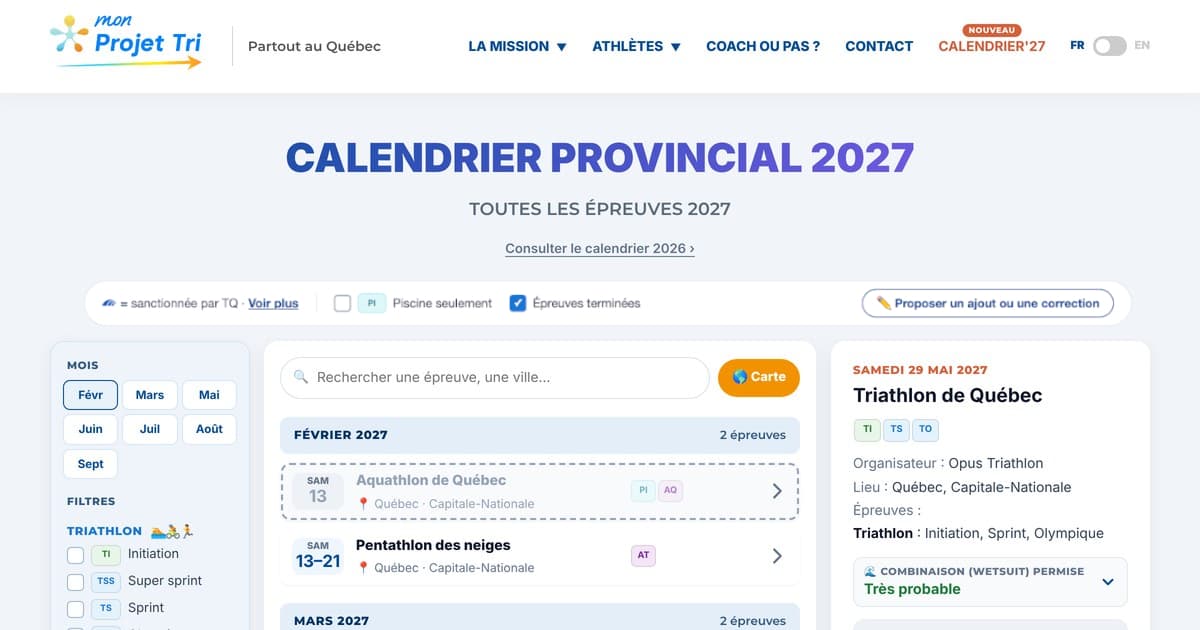 mon
Projet Tri
Partout au Québec
LA MISSION ▼
ATHLÈTES ▼
COACH OU PAS ?
CONTACT
NOUVEAU
CALENDRIER'27
FR
EN
CALENDRIER PROVINCIAL 2027
TOUTES LES ÉPREUVES 2027
Consulter le calendrier 2026 ›
= sanctionnée par TQ · Voir plus
PI Piscine seulement
Épreuves terminées
✏️ Proposer un ajout ou une correction
MOIS
Févr Mars Mai
Juin Juil Août
Sept
FILTRES
TRIATHLON 🏊🚴🏃
TI Initiation
TSS Super sprint
TS Sprint
🔍 Rechercher une épreuve, une ville...
🌎 Carte
FÉVRIER 2027 2 épreuves
SAM
13
Aquathlon de Québec
📍 Québec · Capitale-Nationale
PI AQ
SAM
13–21
Pentathlon des neiges
📍 Québec · Capitale-Nationale
AT
MARS 2027 2 épreuves
SAMEDI 29 MAI 2027
Triathlon de Québec
TI TS TO
Organisateur : Opus Triathlon
Lieu : Québec, Capitale-Nationale
Épreuves :
Triathlon : Initiation, Sprint, Olympique
🌊 COMBINAISON (WETSUIT) PERMISE
Très probable